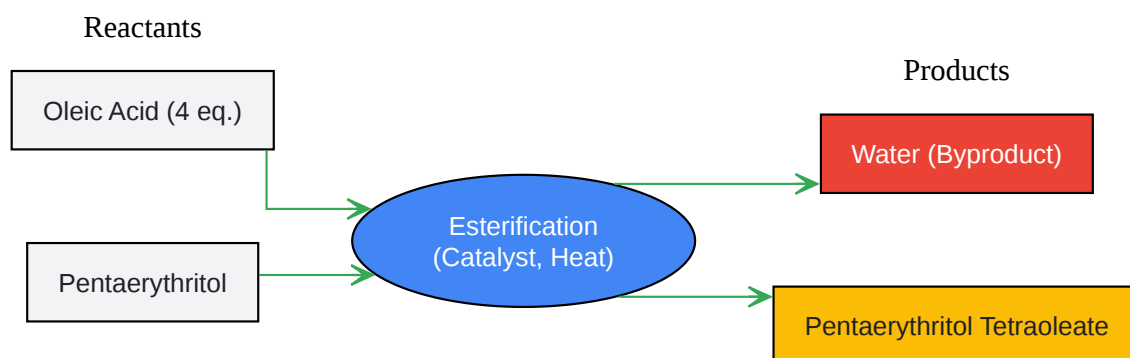 Reactants
Oleic Acid (4 eq.)
Pentaerythritol
Esterification
(Catalyst, Heat)
Products
Water (Byproduct)
Pentaerythritol Tetraoleate